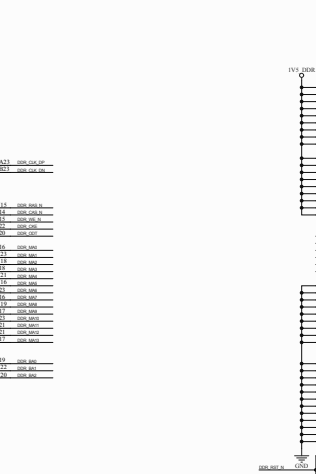 1V5_DDR
A23 DDR_CLK_DP
B23 DDR_CLK_DN
15 DDR_RAS_N
14 DDR_CAS_N
15 DDR_WE_N
22 DDR_CKE
20 DDR_ODT
16 DDR_MA0
23 DDR_MA1
18 DDR_MA2
18 DDR_MA3
21 DDR_MA4
16 DDR_MA5
23 DDR_MA6
16 DDR_MA7
19 DDR_MA8
17 DDR_MA9
23 DDR_MA10
21 DDR_MA11
21 DDR_MA12
17 DDR_MA13
19 DDR_BA0
22 DDR_BA1
20 DDR_BA2
GND
DDR_RST_N